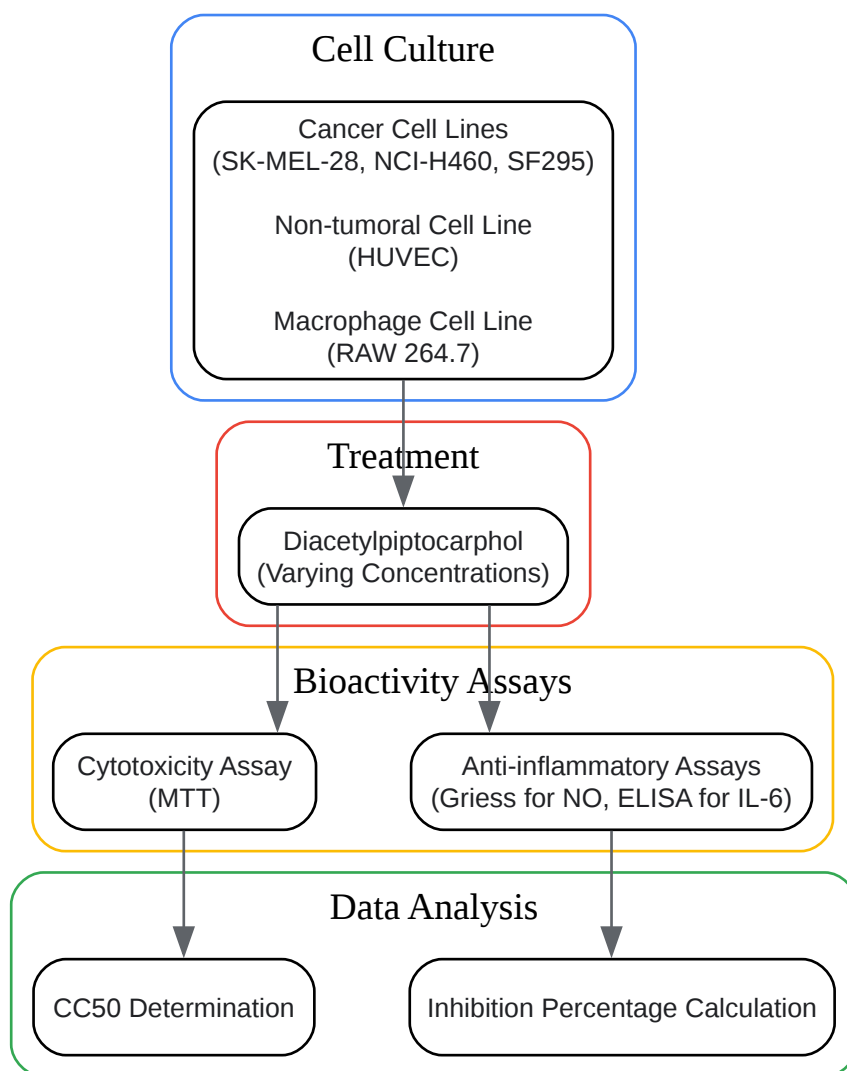 Cell Culture
Cancer Cell Lines
(SK-MEL-28, NCI-H460, SF295)
Non-tumoral Cell Line
(HUVEC)
Macrophage Cell Line
(RAW 264.7)
Treatment
Diacetylpiptocarphol
(Varying Concentrations)
Bioactivity Assays
Cytotoxicity Assay
(MTT)
Anti-inflammatory Assays
(Griess for NO, ELISA for IL-6)
Data Analysis
CC50 Determination
Inhibition Percentage Calculation